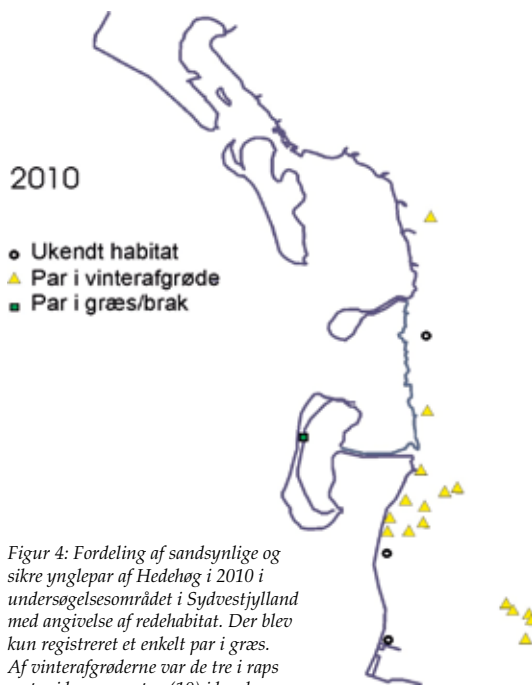 2010
Ukendt habitat
Par i vinterafgrøde
Par i græs/brak
Figur 4: Fordeling af sandsynlige og
sikre ynglepar af Hedehøg i 2010 i
undersøgelsesområdet i Sydvestjylland
med angivelse af redehabitat. Der blev
kun registreret et enkelt par i græs.
Af vinterafgrøderne var de tre i raps